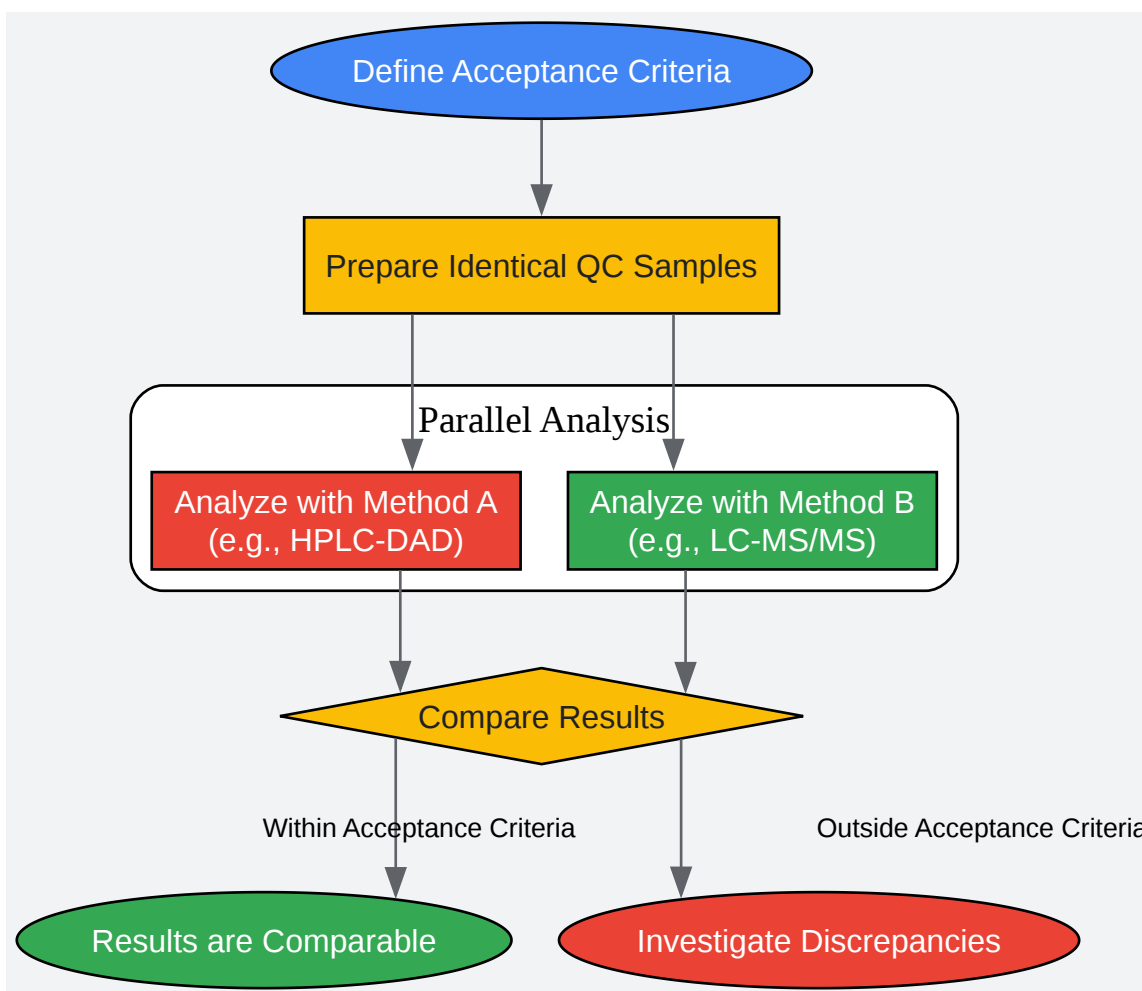 Define Acceptance Criteria
Prepare Identical QC Samples
Parallel Analysis
Analyze with Method A
(e.g., HPLC-DAD)
Analyze with Method B
(e.g., LC-MS/MS)
Compare Results
Within Acceptance Criteria
Outside Acceptance Criteria
Results are Comparable
Investigate Discrepancies